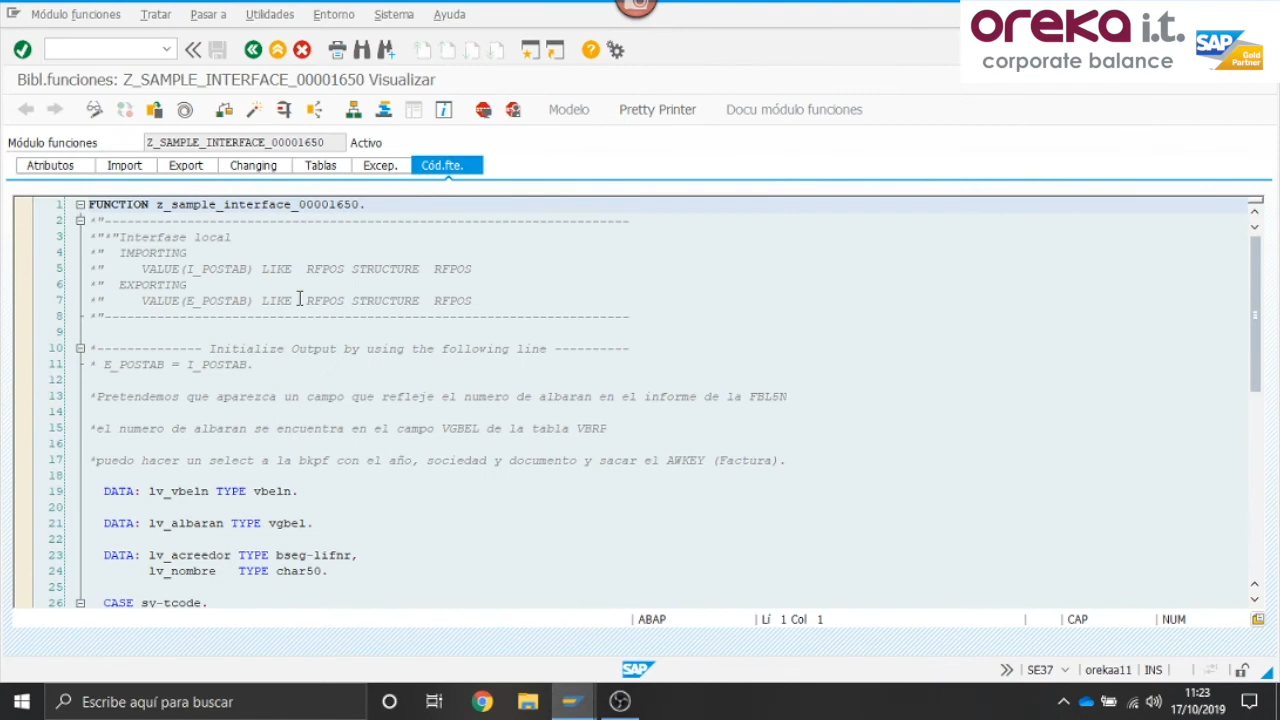 Módulo funciones Tratar Pasar a Utilidades Entorno Sistema Ayuda
oreka i.t.
corporate balance
SAP
Gold
Partner
Bibl.funciones: Z_SAMPLE_INTERFACE_00001650 Visualizar
Modelo Pretty Printer Docu módulo funciones
Módulo funciones Z_SAMPLE_INTERFACE_00001650 Activo
Atributos Import Export Changing Tablas Excep. Cód.fte.
1 FUNCTION z_sample_interface_00001650.
2 *"----------------------------------------------------------------------
3 *"*"Interfase local
4 *" IMPORTING
5 *" VALUE(I_POSTAB) LIKE RFPOS STRUCTURE RFPOS
6 *" EXPORTING
7 *" VALUE(E_POSTAB) LIKE RFPOS STRUCTURE RFPOS
8 *"----------------------------------------------------------------------
9
10 *-------------- Initialize Output by using the following line ----------
11 * E_POSTAB = I_POSTAB.
12
13 *Pretendemos que aparezca un campo que refleje el numero de albaran en el informe de la FBL5N
14
15 *el numero de albaran se encuentra en el campo VGBEL de la tabla VBRP
16
17 *puedo hacer un select a la bkpf con el año, sociedad y documento y sacar el AWKEY (Factura).
18
19 DATA: lv_vbeln TYPE vbeln.
20
21 DATA: lv_albaran TYPE vgbel.
22
23 DATA: lv_acreedor TYPE bseg-lifnr,
24 lv_nombre TYPE char50.
25
26 CASE sy-tcode.
ABAP Lí 1 Col 1 CAP NUM
SAP SE37 orekaa11 INS
Escribe aquí para buscar
11:23
17/10/2019